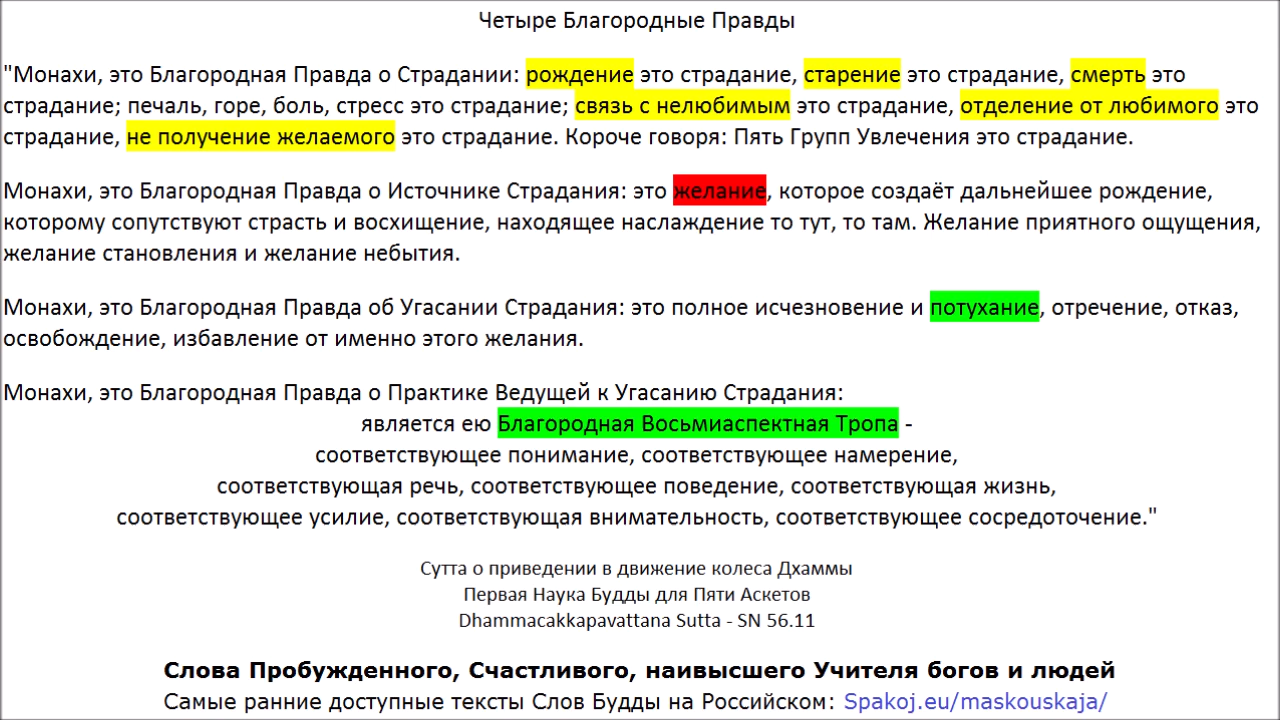 Четыре Благородные Правды
"Монахи, это Благородная Правда о Страдании: рождение это страдание, старение это страдание, смерть это
страдание; печаль, горе, боль, стресс это страдание; связь с нелюбимым это страдание, отделение от любимого это
страдание, не получение желаемого это страдание. Короче говоря: Пять Групп Увлечения это страдание.
Монахи, это Благородная Правда о Источнике Страдания: это желание, которое создаёт дальнейшее рождение,
которому сопутствуют страсть и восхищение, находящее наслаждение то тут, то там. Желание приятного ощущения,
желание становления и желание небытия.
Монахи, это Благородная Правда об Угасании Страдания: это полное исчезновение и потухание, отречение, отказ,
освобождение, избавление от именно этого желания.
Монахи, это Благородная Правда о Практике Ведущей к Угасанию Страдания:
является ею Благородная Восьмиаспектная Тропа -
соответствующее понимание, соответствующее намерение,
соответствующая речь, соответствующее поведение, соответствующая жизнь,
соответствующее усилие, соответствующая внимательность, соответствующее сосредоточение."
Сутта о приведении в движение колеса Дхаммы
Первая Наука Будды для Пяти Аскетов
Dhammacakkapavattana Sutta - SN 56.11
Слова Пробужденного, Счастливого, наивысшего Учителя богов и людей
Самые ранние доступные тексты Слов Будды на Российском: Spakoj.eu/maskouskaja/